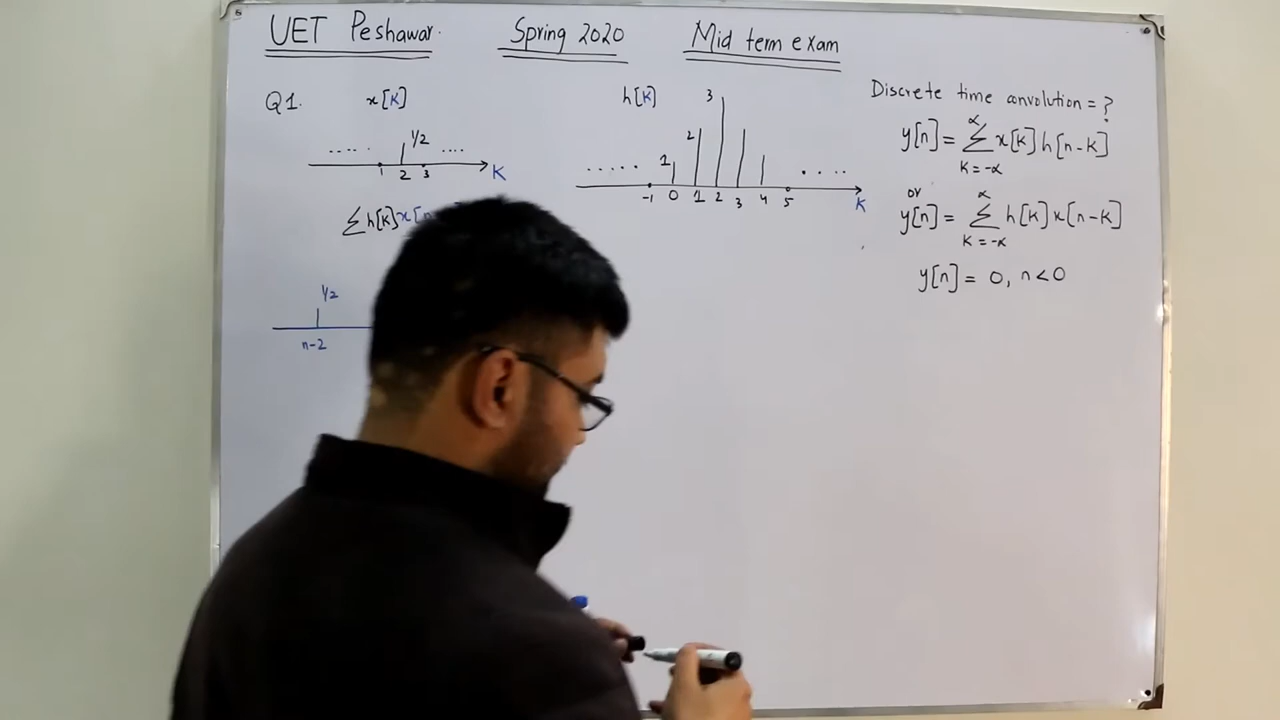 UET Peshawar. Spring 2020 Mid term exam
Q1. x[K]
1/2
..... ....
1 2 3 K
h[K]
3
2
1
..... ....
-1 0 1 2 3 4 5 K
Discrete time convolution = ?
y[n] = ∑ x[K] h[n-k]
α
K = -α
or
y[n] = ∑ h[K] x[n-K]
α
K = -α
y[n] = 0, n < 0
∑ h[K] x[n
1/2
n-2